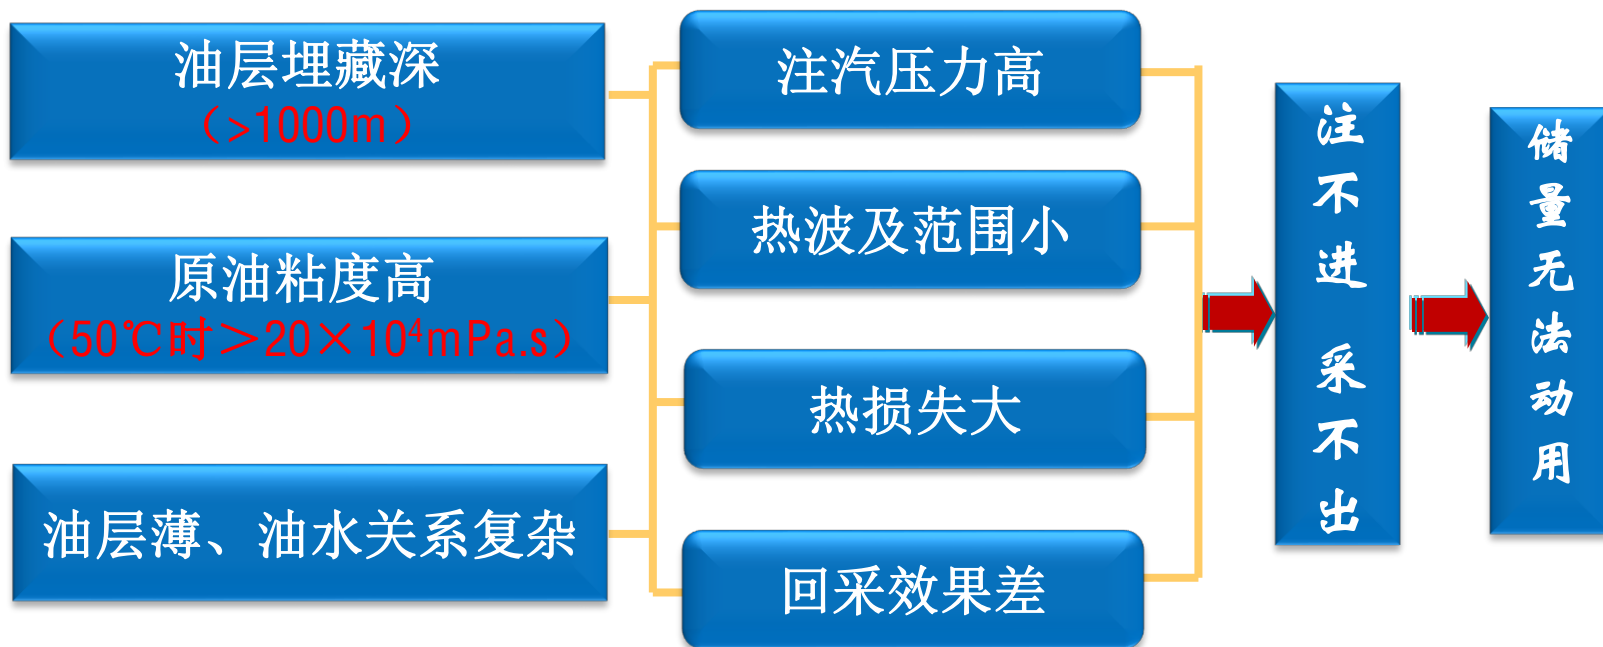 油层埋藏深
（>1000m）
原油粘度高
（50℃时＞20×10⁴mPa.s）
油层薄、油水关系复杂
注汽压力高
热波及范围小
热损失大
回采效果差
注不进 采不出
储量无法动用